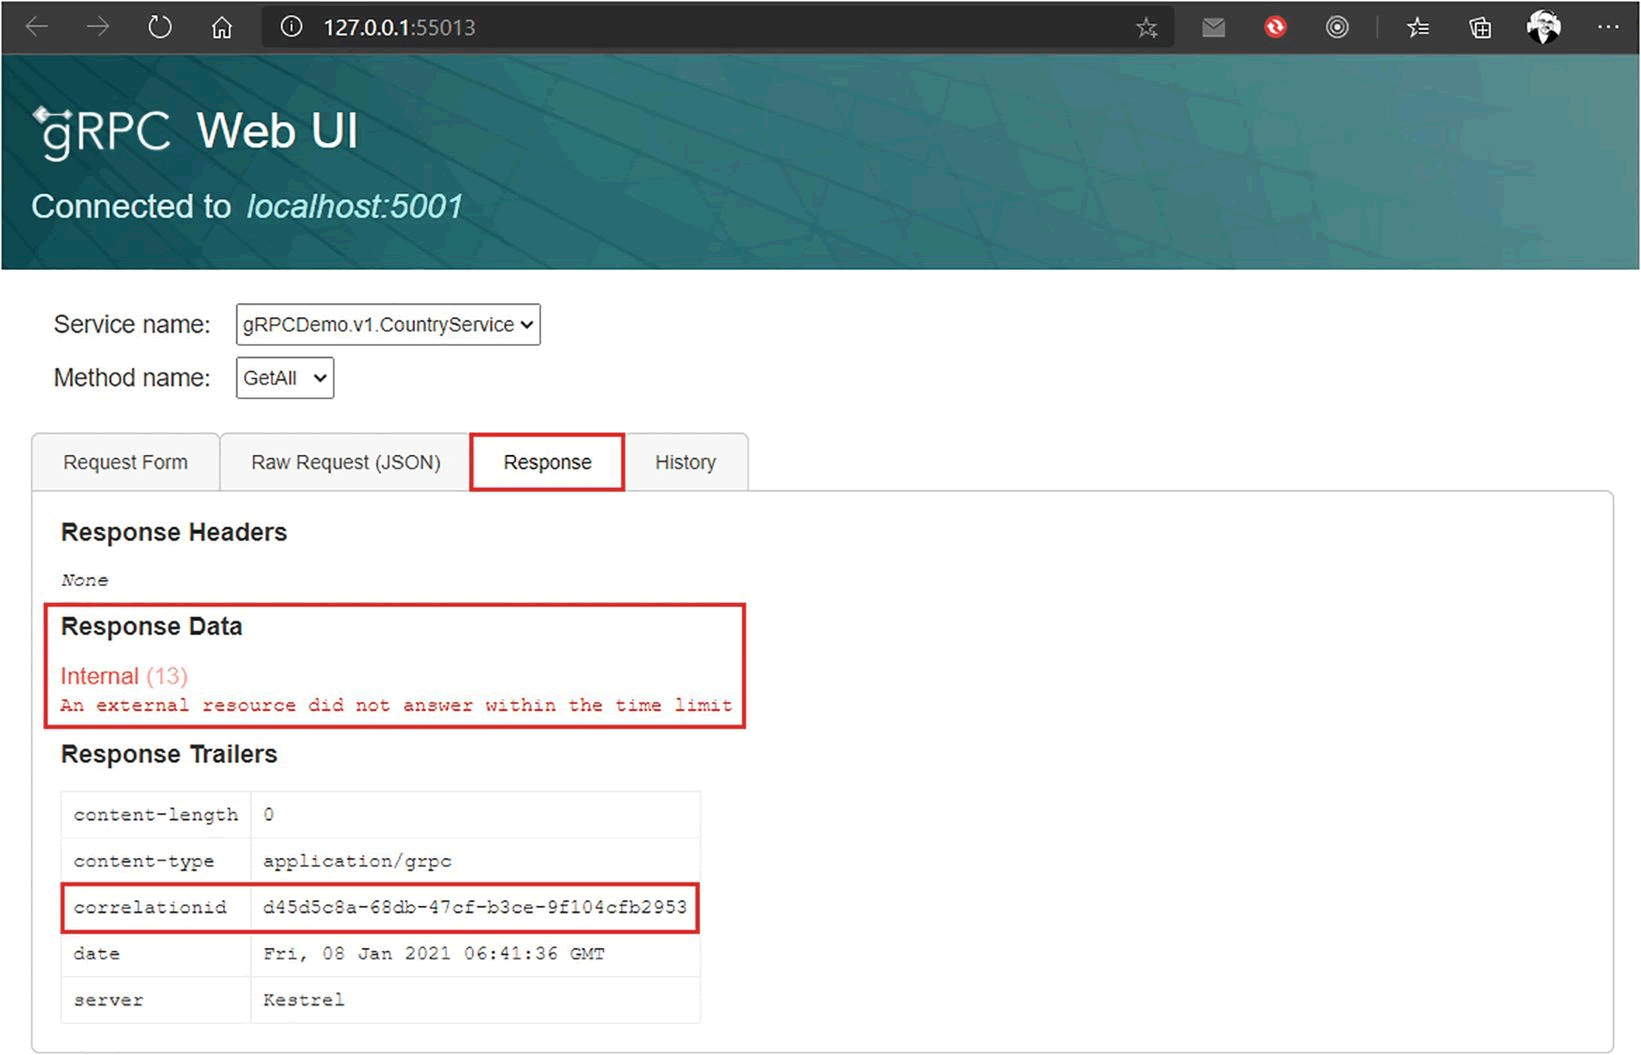 127.0.0.1:55013
gRPC Web UI
Connected to localhost:5001
Service name: gRPCDemo.v1.CountryService
Method name: GetAll
Request Form Raw Request (JSON) Response History
Response Headers
None
Response Data
Internal (13)
An external resource did not answer within the time limit
Response Trailers
content-length 0
content-type application/grpc
correlationid d45d5c8a-68db-47cf-b3ce-9f104cfb2953
date Fri, 08 Jan 2021 06:41:36 GMT
server Kestrel